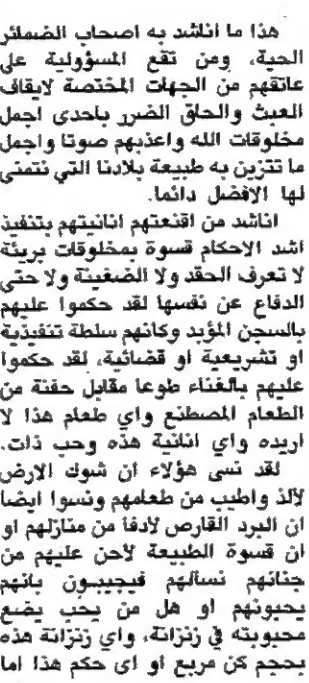 هذا ما اناشد به اصحاب الضمائر
الحية، ومن تقع المسؤولية على
عاتقهم من الجهات المختصة لايقاف
العبث والحاق الضرر باحدى اجمل
مخلوقات الله واعذبهم صوتا واجمل
ما تتزين به طبيعة بلادنا التي نتمنى
لها الافضل دائما.
اناشد من اقنعتهم انانيتهم بتنفيذ
اشد الاحكام قسوة بمخلوقات بريئة
لا تعرف الحقد ولا الضغينة ولا حتى
الدفاع عن نفسها لقد حكموا عليهم
بالسجن المؤبد وكانهم سلطة تنفيذية
او تشريعية او قضائية، لقد حكموا
عليهم بالغناء طوعا مقابل حفنة من
الطعام المصطنع واي طعام هذا لا
اريده واي انانية هذه وحب ذات.
لقد نسى هؤلاء ان شوك الارض
لألذ واطيب من طعامهم ونسوا ايضا
ان البرد القارص لأدفا من منازلهم او
ان قسوة الطبيعة لأحن عليهم من
جنانهم نسألهم فيجيبون بانهم
يحبونهم او هل من يحب يضع
محبوبته في زنزانة، واي زنزانة هذه
بحجم كن مربع او اى حكم هذا اما